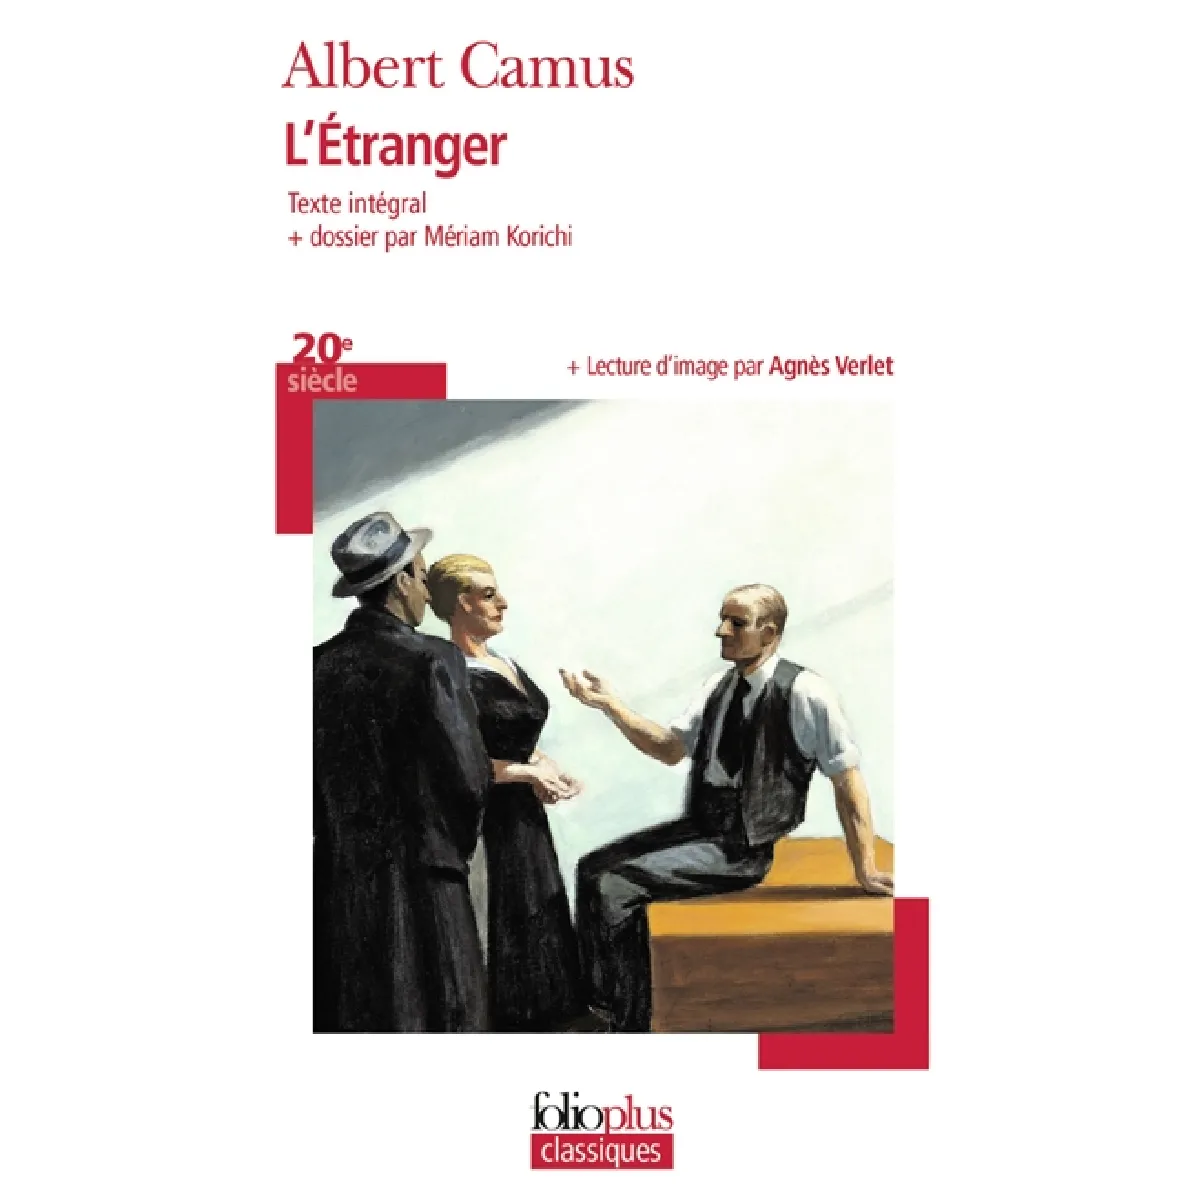 Albert Camus
L'Étranger
Texte intégral
+ dossier par Mériam Korichi
20e
siècle
+ Lecture d'image par Agnès Verlet
folioplus
classiques